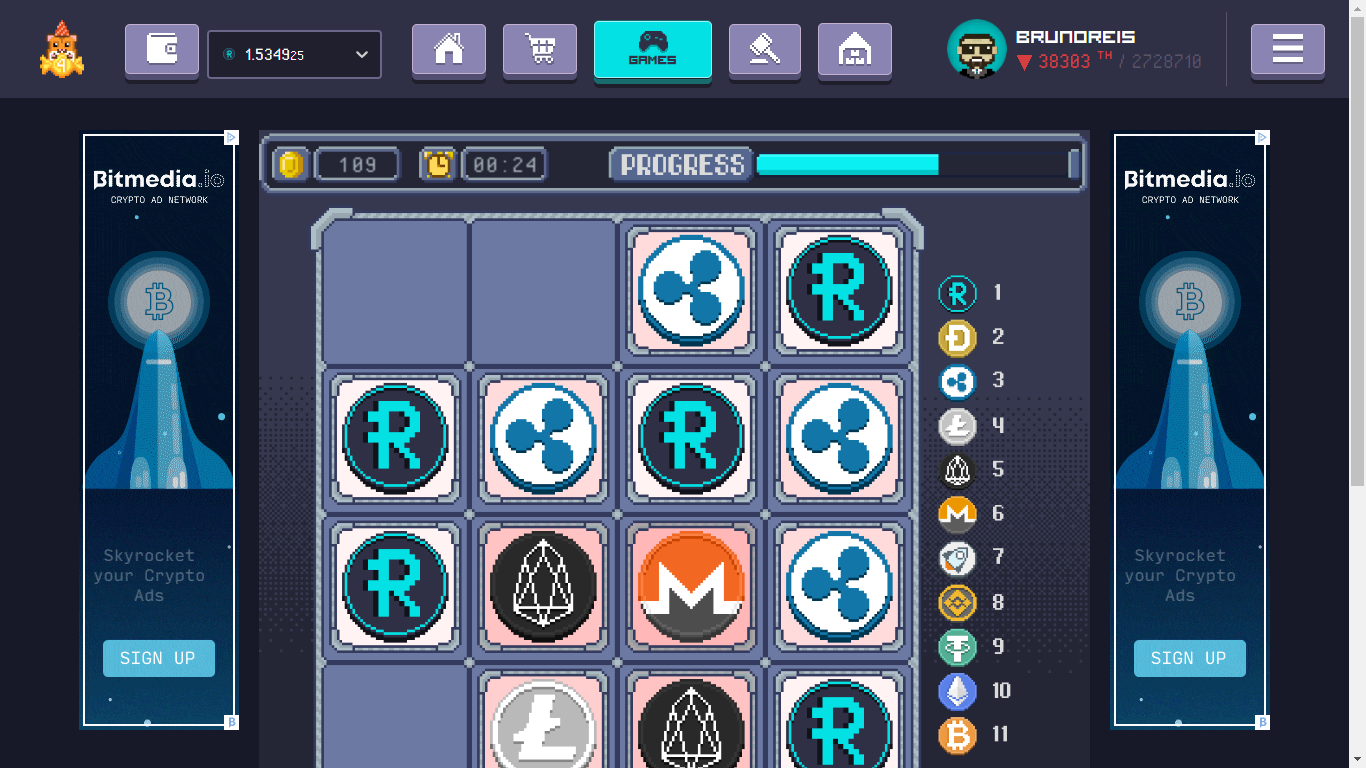 1.534925
GAMES
BRUNOREIS
38303 TH / 2728710
Bitmedia.io
CRYPTO AD NETWORK
Skyrocket
your Crypto
Ads
SIGN UP
109
00:24
PROGRESS
1
2
3
4
5
6
7
8
9
10
11
Bitmedia.io
CRYPTO AD NETWORK
Skyrocket
your Crypto
Ads
SIGN UP